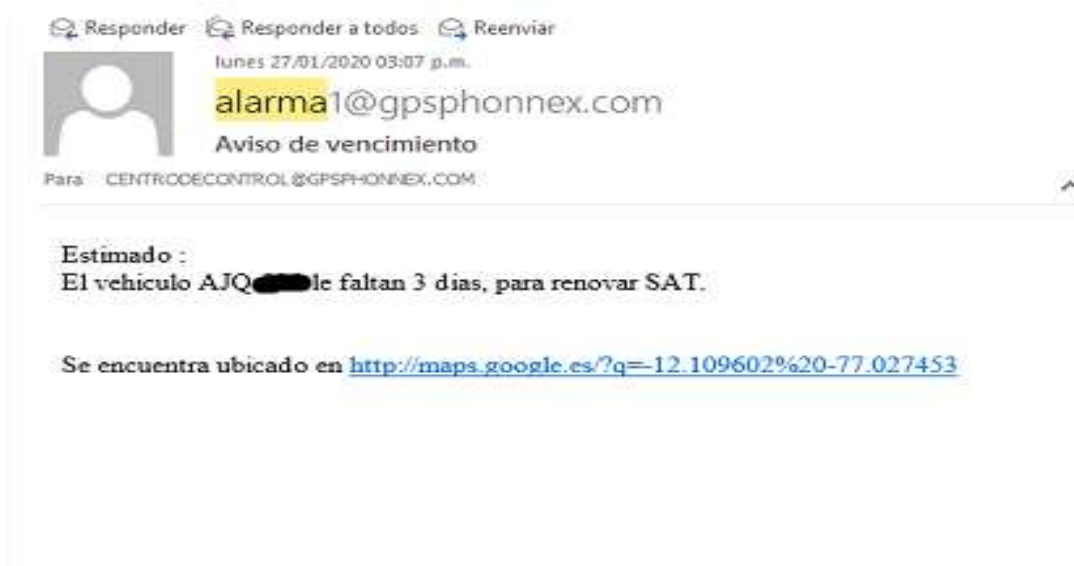 Responder Responder a todos Reenviar
lunes 27/01/2020 03:07 p.m.
alarma1@gpsphonnex.com
Aviso de vencimiento
Para CENTRODECONTROL@GPSPHONNEX.COM
Estimado :
El vehiculo AJQ le faltan 3 dias, para renovar SAT.
Se encuentra ubicado en http://maps.google.es/?q=-12.109602%20-77.027453